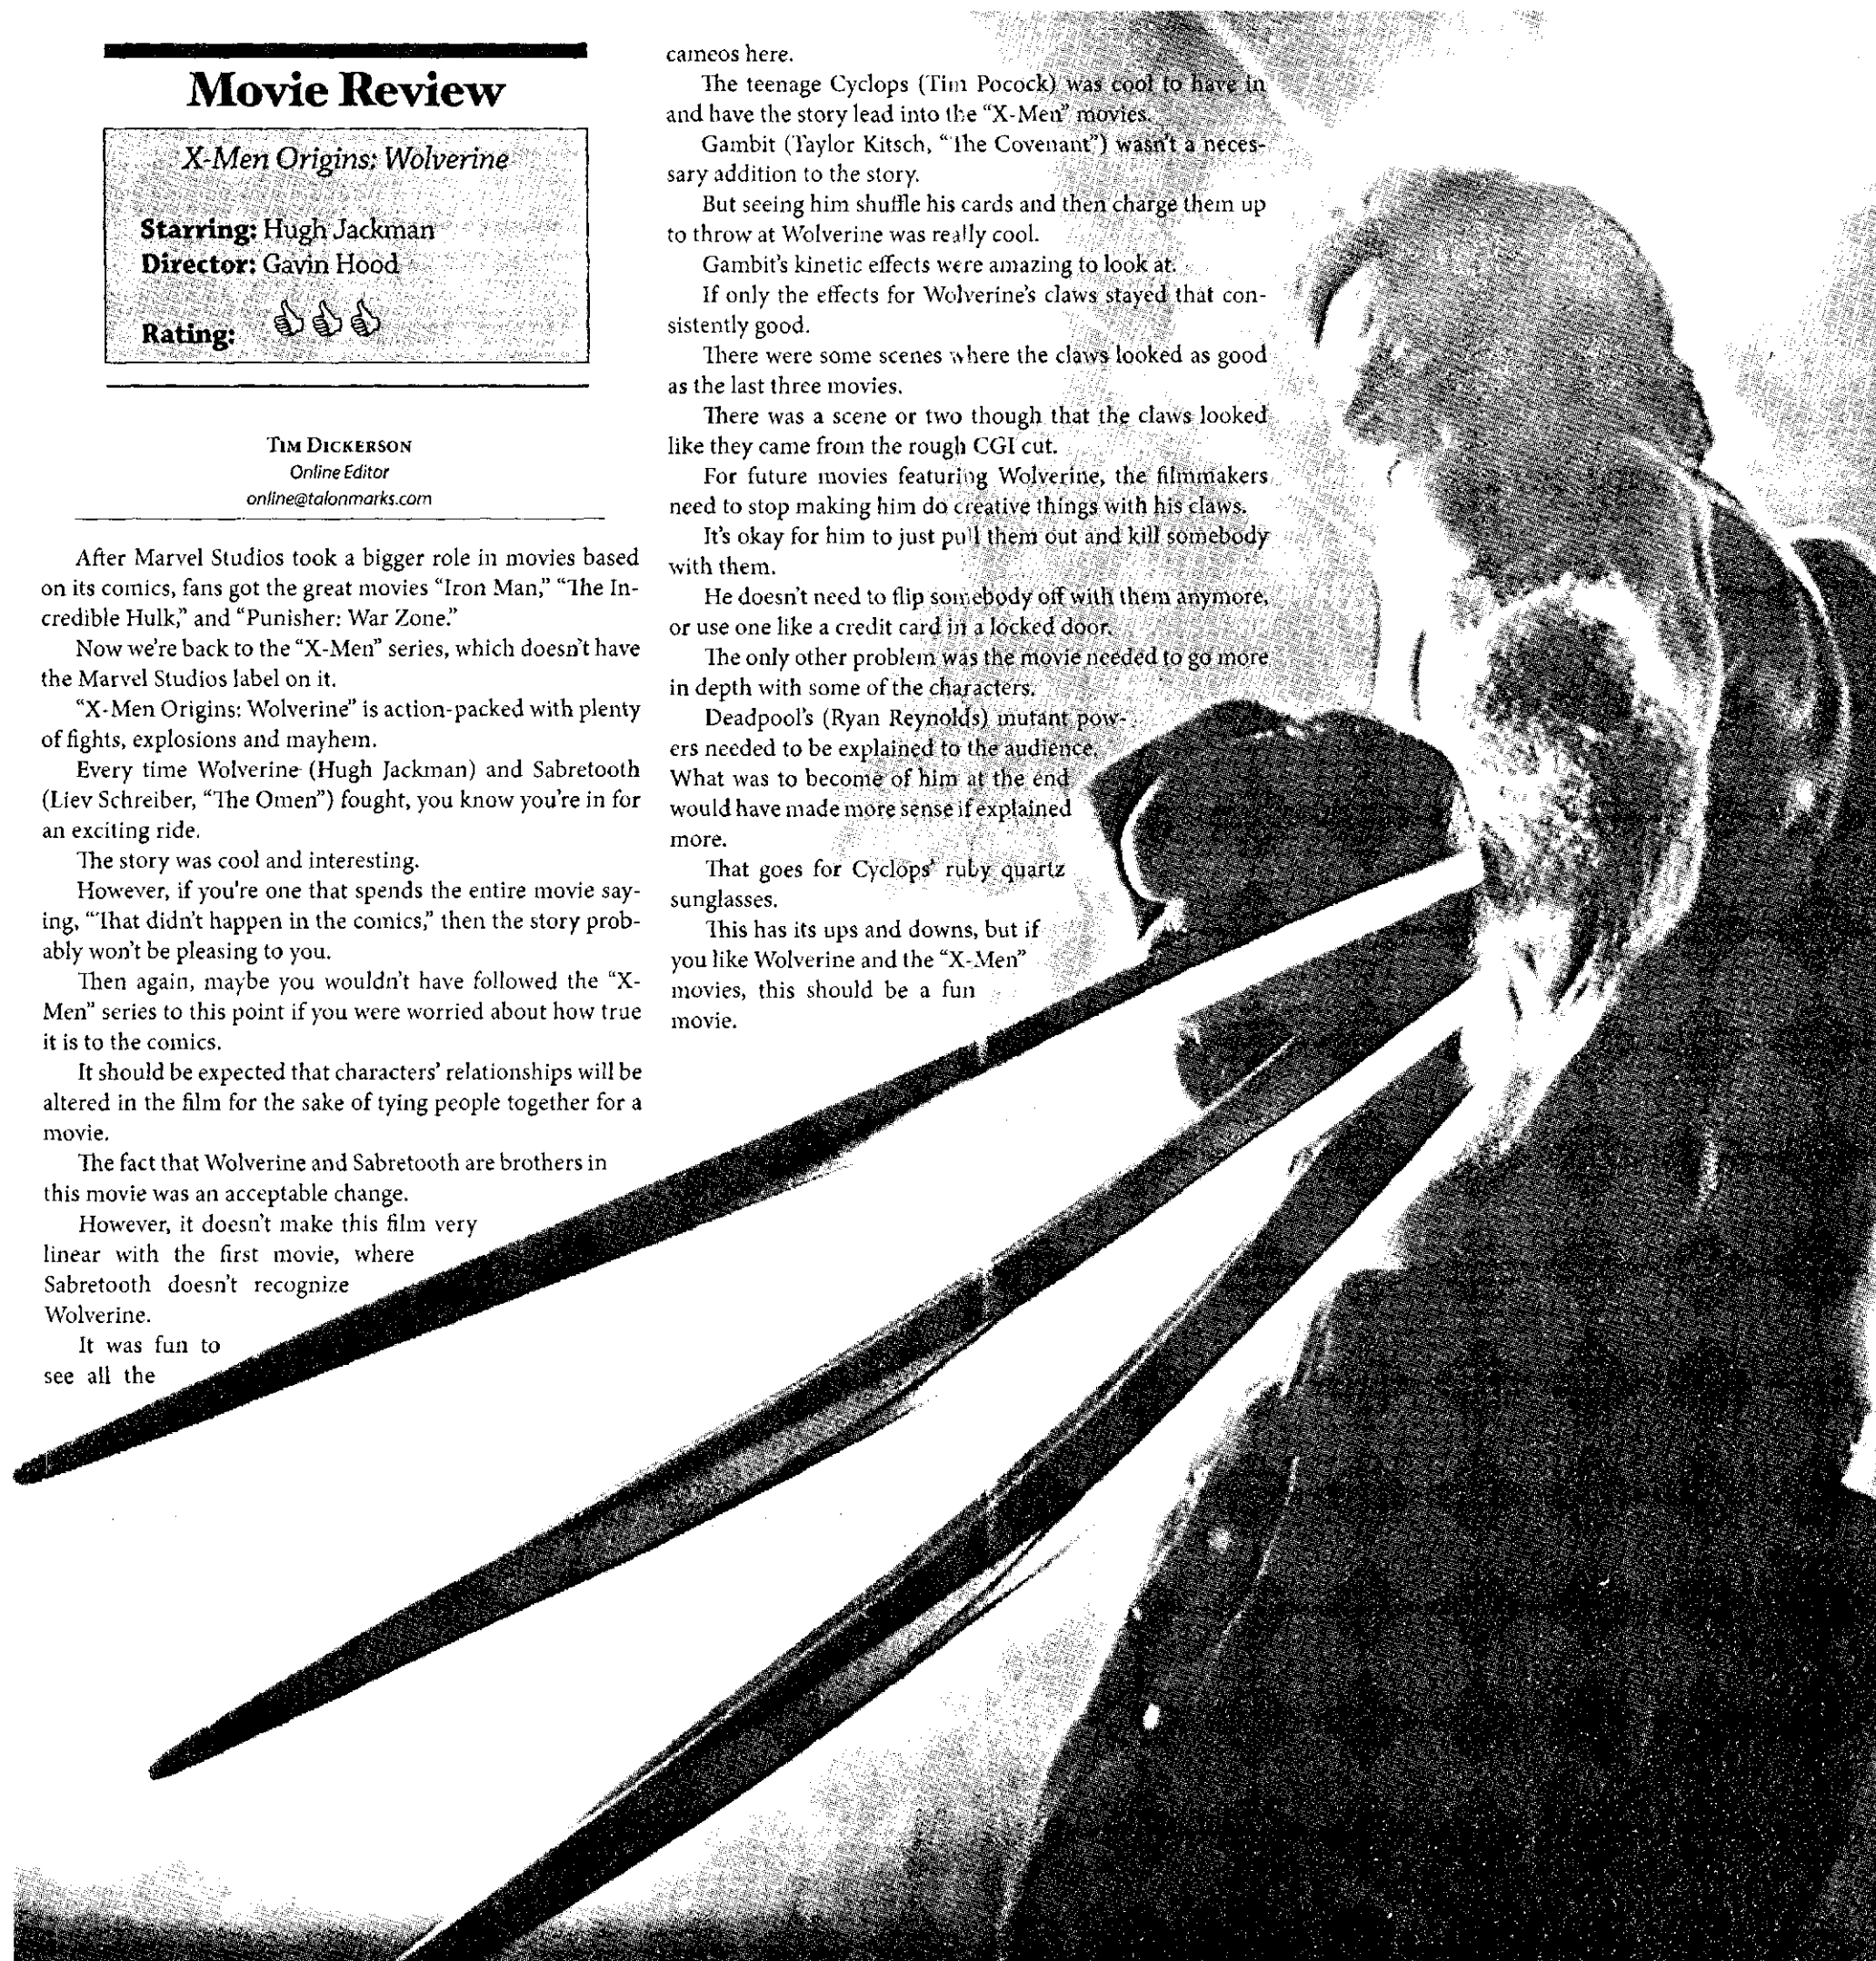 Movie Review
X-Men Origins: Wolverine
Starring: Hugh Jackman
Director: Gavin Hood
Rating:
TIM DICKERSON
Online Editor
online@talonmarks.com
After Marvel Studios took a bigger role in movies based
on its comics, fans got the great movies “Iron Man,” “The In-
credible Hulk,” and “Punisher: War Zone.”
Now we’re back to the “X-Men” series, which doesn’t have
the Marvel Studios label on it.
“X-Men Origins: Wolverine” is action-packed with plenty
of fights, explosions and mayhem.
Every time Wolverine (Hugh Jackman) and Sabretooth
(Liev Schreiber, “The Omen”) fought, you know you’re in for
an exciting ride.
The story was cool and interesting.
However, if you’re one that spends the entire movie say-
ing, “That didn’t happen in the comics,” then the story prob-
ably won’t be pleasing to you.
Then again, maybe you wouldn’t have followed the “X-
Men” series to this point if you were worried about how true
it is to the comics.
It should be expected that characters’ relationships will be
altered in the film for the sake of tying people together for a
movie.
The fact that Wolverine and Sabretooth are brothers in
this movie was an acceptable change.
However, it doesn’t make this film very
linear with the first movie, where
Sabretooth doesn’t recognize
Wolverine.
It was fun to
see all the
cameos here.
The teenage Cyclops (Tim Pocock) was cool to have in
and have the story lead into the “X-Men” movies.
Gambit (Taylor Kitsch, “The Covenant”) wasn’t a neces-
sary addition to the story.
But seeing him shuffle his cards and then charge them up
to throw at Wolverine was really cool.
Gambit’s kinetic effects were amazing to look at.
If only the effects for Wolverine’s claws stayed that con-
sistently good.
There were some scenes where the claws looked as good
as the last three movies.
There was a scene or two though that the claws looked
like they came from the rough CGI cut.
For future movies featuring Wolverine, the filmmakers
need to stop making him do creative things with his claws.
It’s okay for him to just pull them out and kill somebody
with them.
He doesn’t need to flip somebody off with them anymore,
or use one like a credit card in a locked door.
The only other problem was the movie needed to go more
in depth with some of the characters.
Deadpool’s (Ryan Reynolds) mutant pow-
ers needed to be explained to the audience.
What was to become of him at the end
would have made more sense if explained
more.
That goes for Cyclops’ ruby quartz
sunglasses.
This has its ups and downs, but if
you like Wolverine and the “X-Men”
movies, this should be a fun
movie.